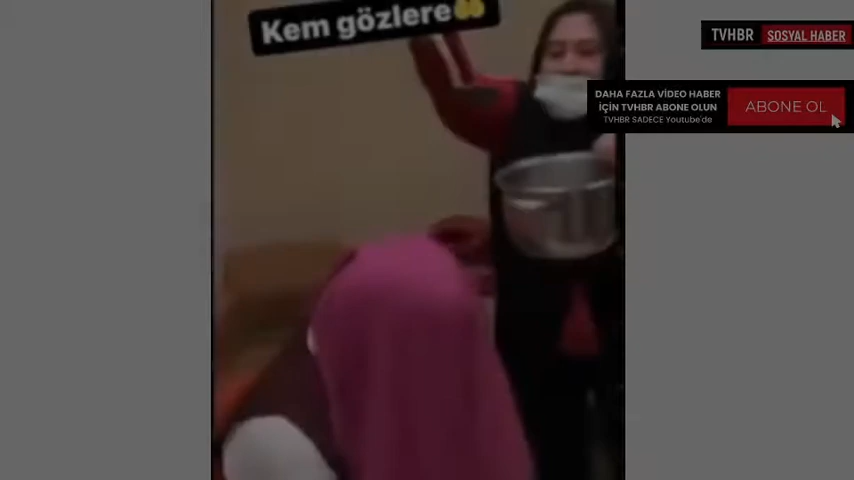 Kem gözlere🤲
TVHBR SOSYAL HABER
DAHA FAZLA VİDEO HABER
İÇİN TVHBR ABONE OLUN
TVHBR SADECE Youtube'de
ABONE OL